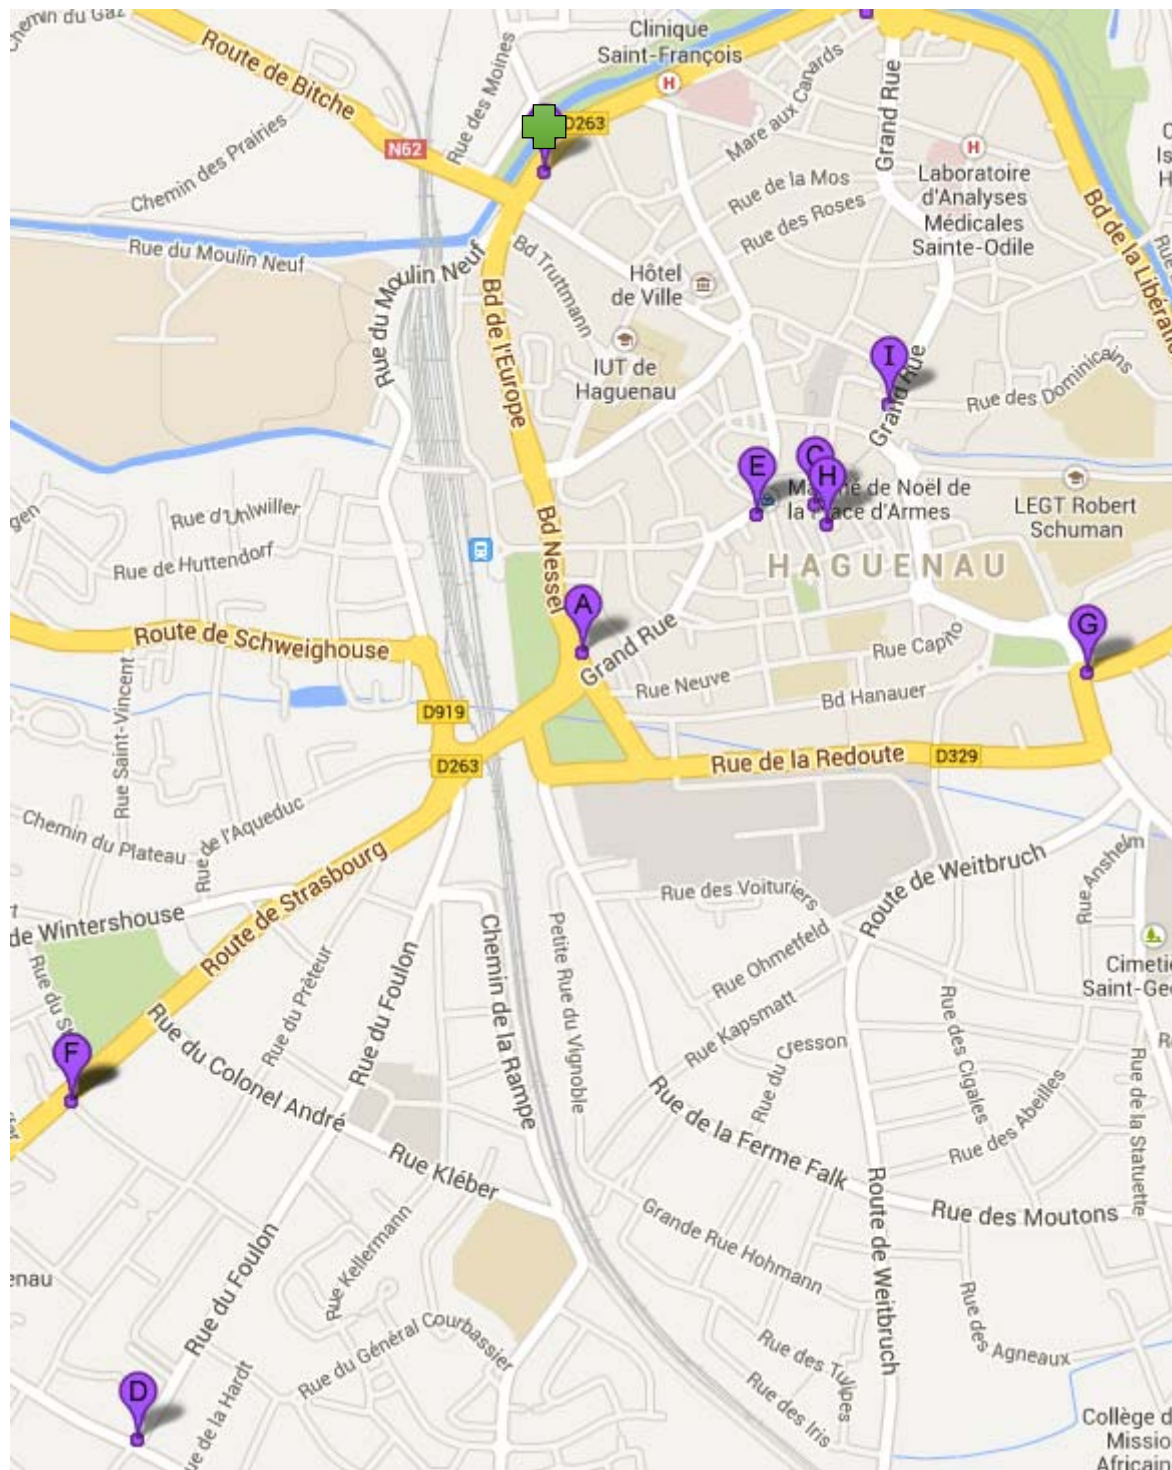 Chemin du Gaz
Route de Bitche
Rue des Moines
Clinique
Saint-François
H
D263
N62
Mare aux Canards
Grand Rue
H
Laboratoire
d'Analyses
Médicales
Sainte-Odile
Chemin des Prairies
Rue de la Mos
Rue des Roses
Bd de la Libération
Rue du Moulin Neuf
Rue du Moulin Neuf
Bd Truttmann
Hôtel
de Ville
Bd de l'Europe
IUT de
Haguenau
I
Grand Rue
Rue des Dominicains
E
C
H
Marché de Noël de
la Place d'Armes
LEGT Robert
Schuman
Rue d'Uhlwiller
Rue de Huttendorf
Bd Nessel
HAGUENAU
A
G
Route de Schweighouse
Grand Rue
Rue Capito
Rue Neuve
Bd Hanauer
Rue Saint-Vincent
D919
D263
Rue de la Redoute
D329
Chemin du Plateau
Rue de l'Aqueduc
Route de Strasbourg
Rue des Voituriers
Route de Weitbruch
Rue Anshelm
de Wintershouse
Rue du Prêteur
Rue du Foulon
Chemin de la Rampe
Petite Rue du Vignoble
Rue Ohmetfeld
Cimetiè
Saint-Geo
Rue Kapsmatt
Rue du Cresson
Rue des Cigales
Rue des Abeilles
Rue de la Statuette
F
Rue du Colonel André
Rue Kléber
Rue de la Ferme Falk
Rue des Moutons
Grande Rue Hohmann
Route de Weitbruch
enau
Rue du Foulon
Rue Kellermann
Rue du Général Courbassier
Rue des Agneaux
D
Rue des Tulipes
Rue des Iris
ue de la Hardt
Collège d
Missio
Africain